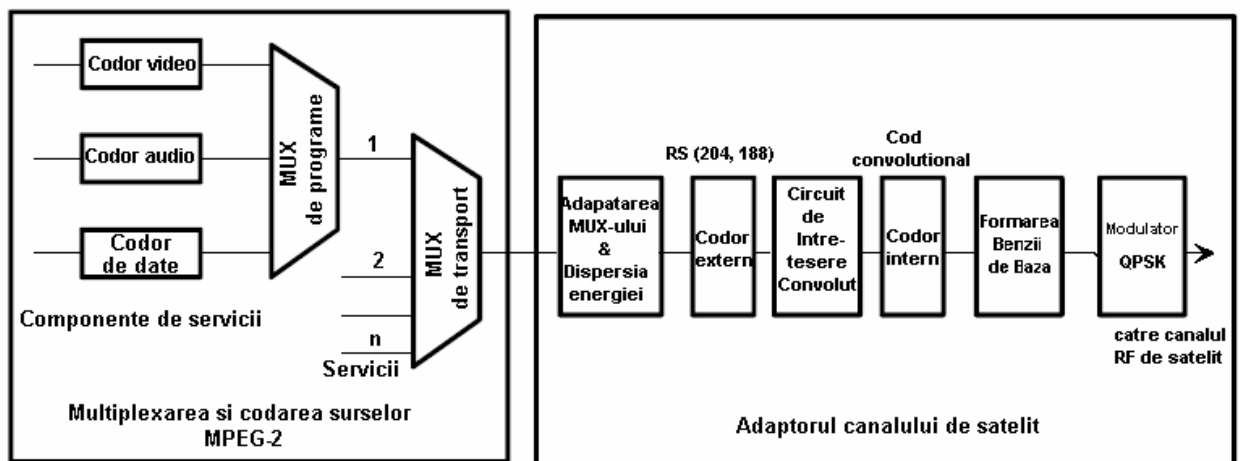 Codor video
Codor audio
Codor
de date
Componente de servicii
MUX
de programe
1
2
n
Servicii
MUX
de transport
Multiplexarea si codarea surselor
MPEG-2
Adapatarea
MUX-ului
&
Dispersia
energiei
RS (204, 188)
Codor
extern
Circuit
de
Intre-
tesere
Convolut
Cod
convolutional
Codor
intern
Formarea
Benzii
de Baza
Modulator
QPSK
catre canalul
RF de satelit
Adaptorul canalului de satelit